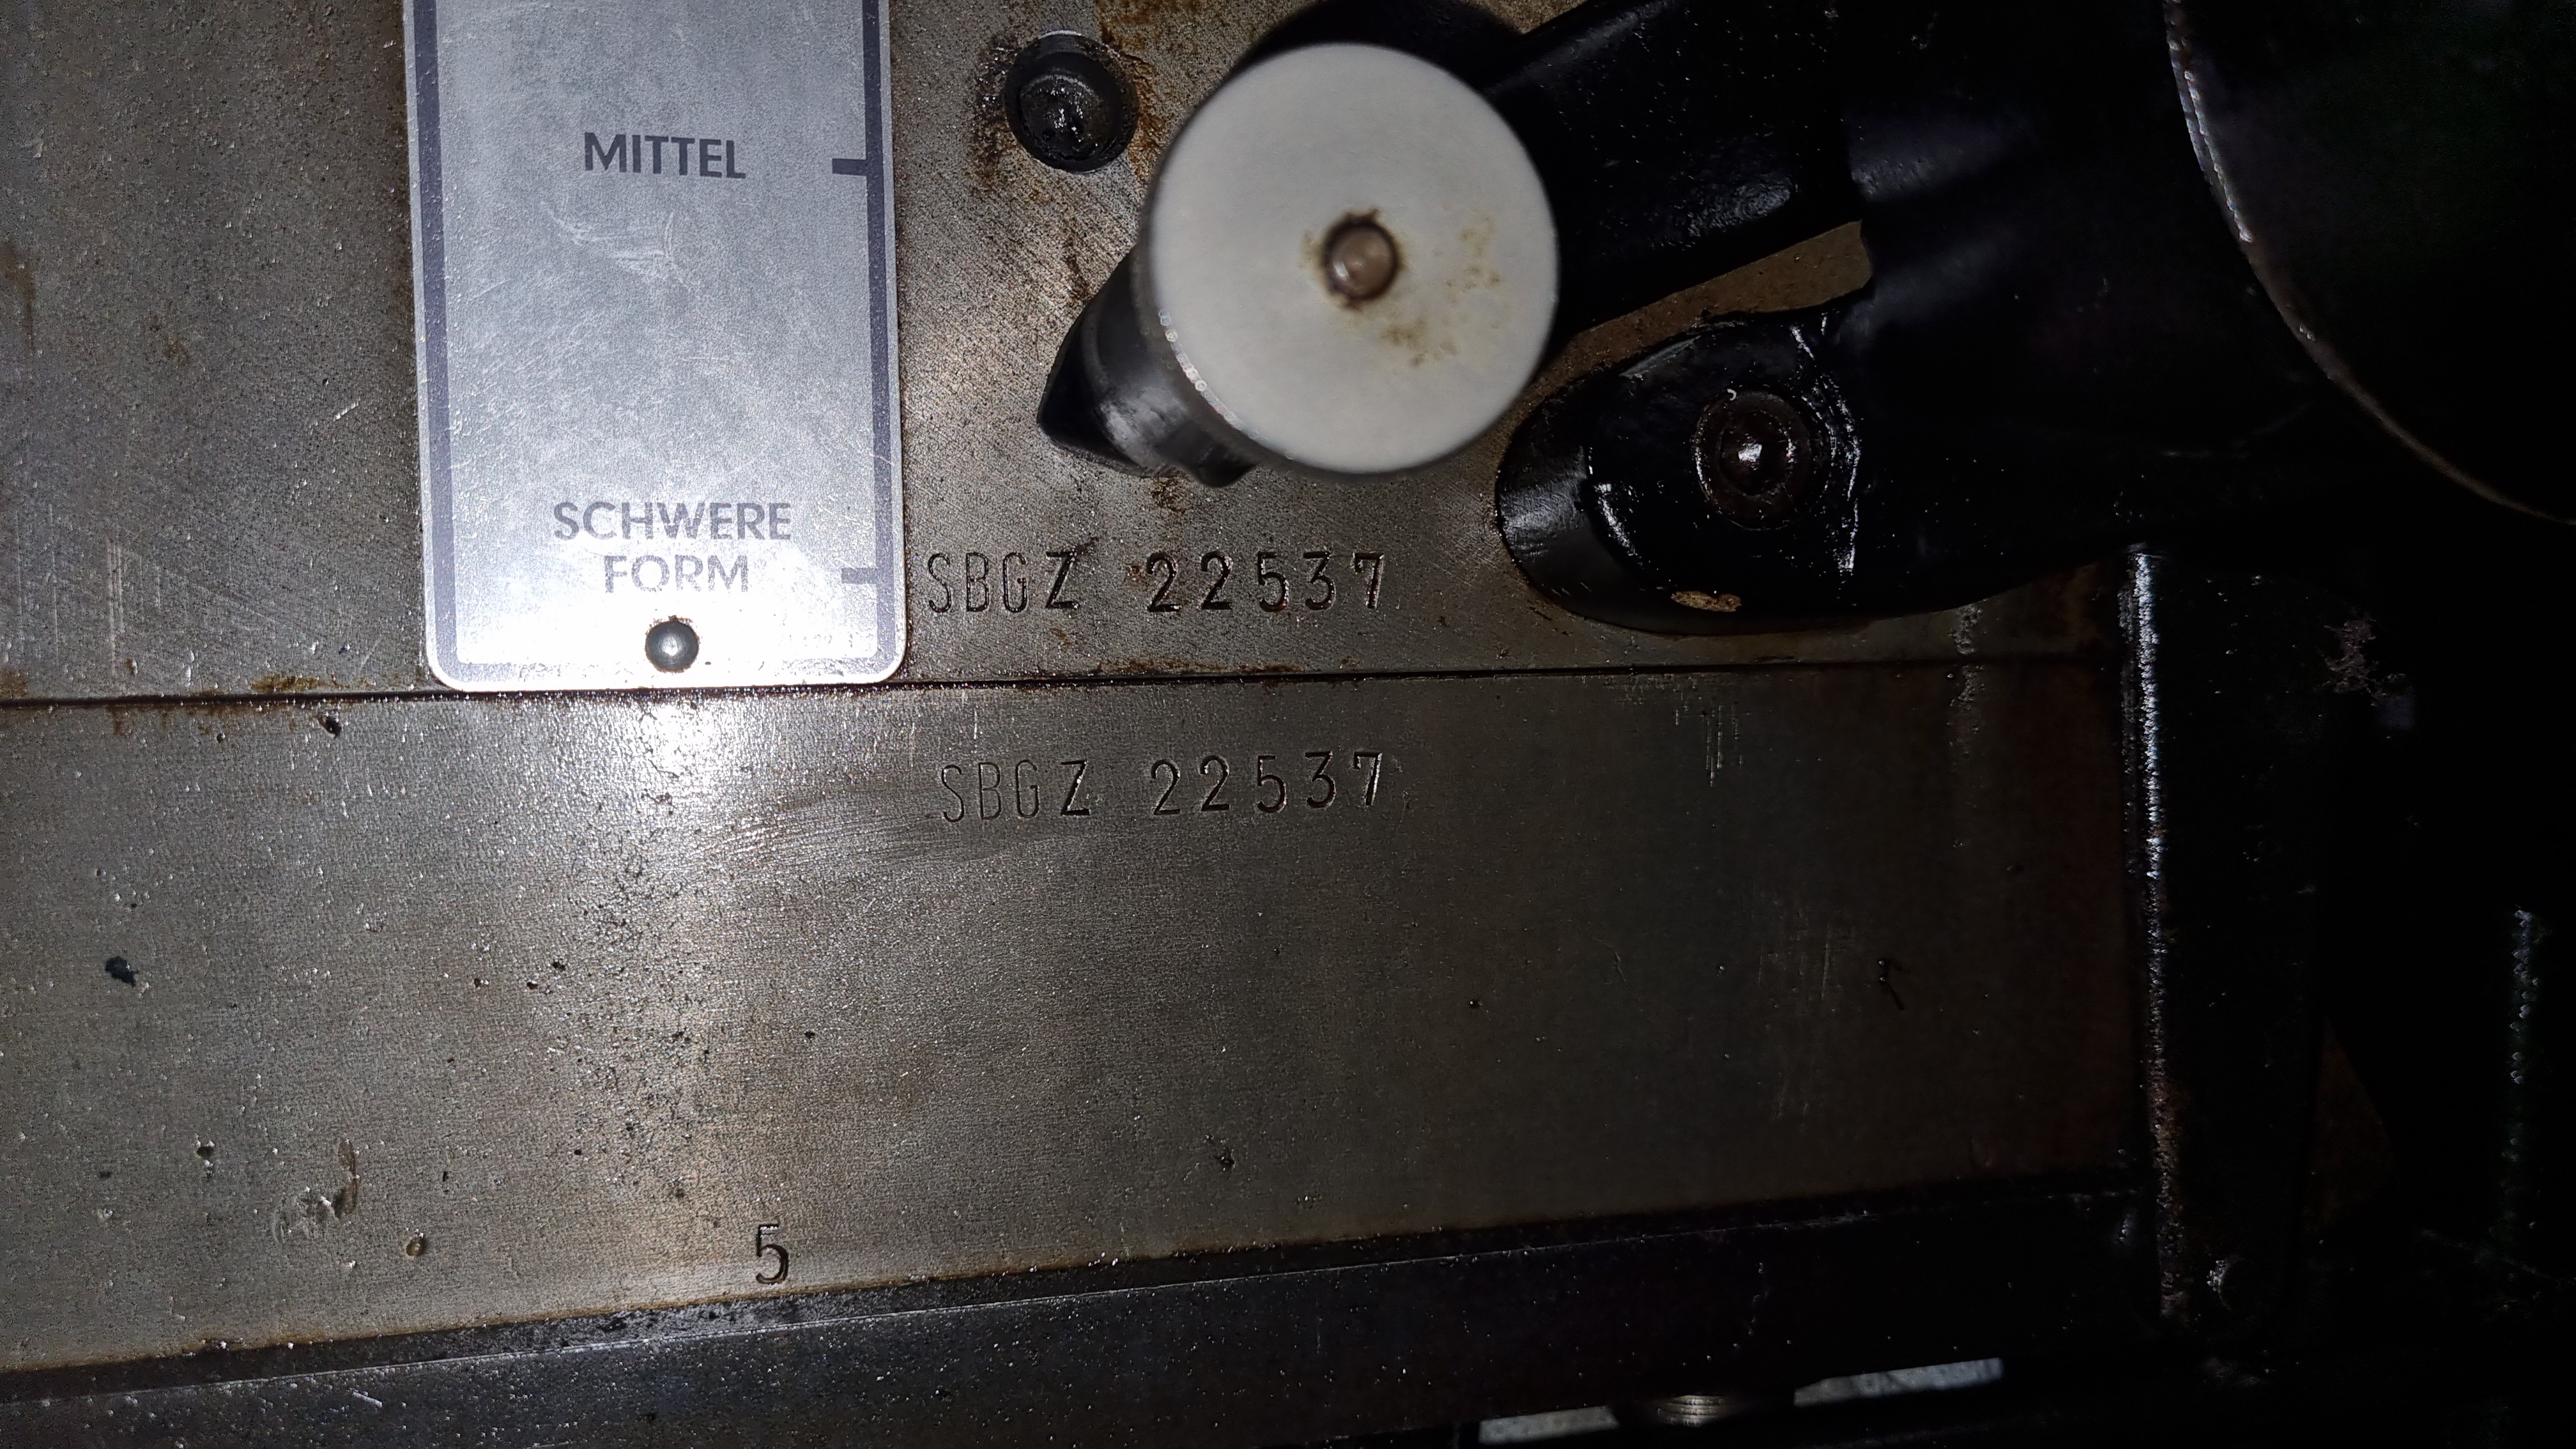 MITTEL
SCHWERE
FORM
SBGZ 22537
SBGZ 22537
5